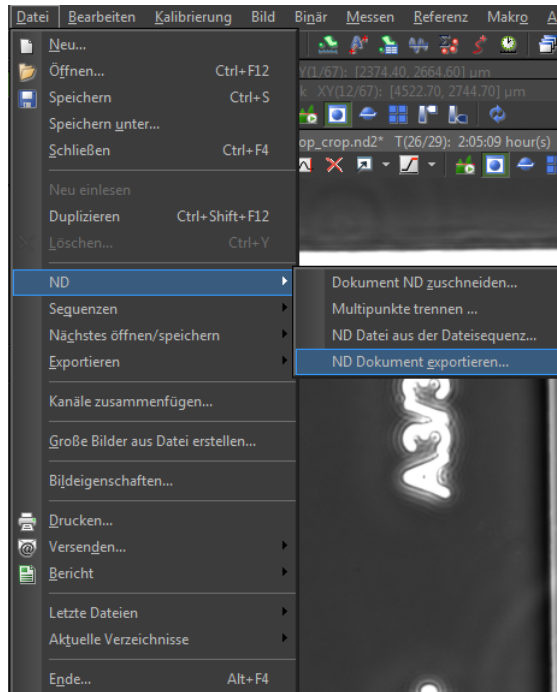 Datei Bearbeiten Kalibrierung Bild Binär Messen Referenz Makro
Neu...
Öffnen... Ctrl+F12
Speichern Ctrl+S
Speichern unter...
Schließen Ctrl+F4
Neu einlesen
Duplizieren Ctrl+Shift+F12
Löschen... Ctrl+Y
ND
Sequenzen
Nächstes öffnen/speichern
Exportieren
Kanäle zusammenfügen...
Große Bilder aus Datei erstellen...
Bildeigenschaften...
Drucken...
Versenden...
Bericht
Letzte Dateien
Aktuelle Verzeichnisse
Ende... Alt+F4
Y(1/67): [2374.40, 2664.60] µm
XY(12/67): [4522.70, 2744.70] µm
op_crop.nd2* T(26/29): 2:05:09 hour(s)
Dokument ND zuschneiden...
Multipunkte trennen ...
ND Datei aus der Dateisequenz...
ND Dokument exportieren...